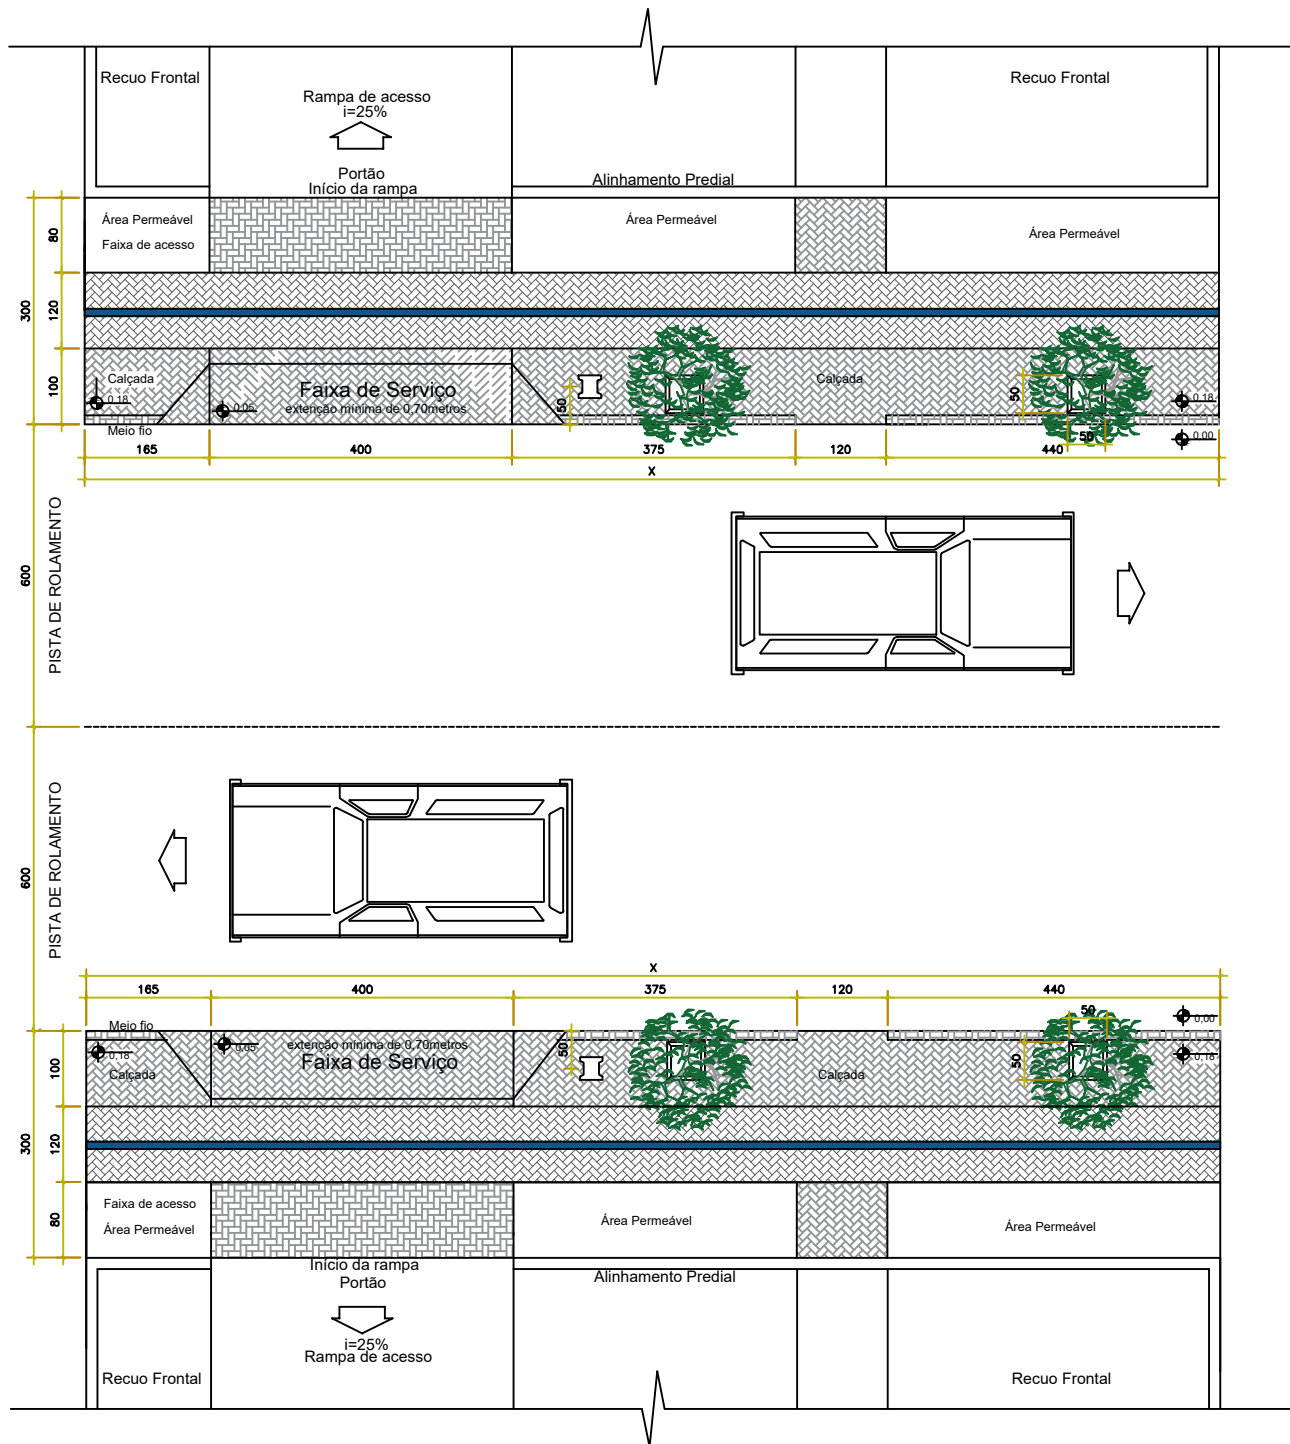 Recuo Frontal
Recuo Frontal
Rampa de acesso
i=25%
Portão
Início da rampa
Alinhamento Predial
Área Permeável
Faixa de acesso
Área Permeável
Área Permeável
80
300
120
100
Calçada
0,18
Faixa de Serviço
extenção mínima de 0,70metros
0,05
50
Calçada
50
0,18
Meio fio
50
0,00
165
400
375
120
440
X
600
PISTA DE ROLAMENTO
600
PISTA DE ROLAMENTO
X
165
400
375
120
440
Meio fio
50
0,00
0,18
0,05
extenção mínima de 0,70metros
Faixa de Serviço
50
50
0,18
Calçada
Calçada
100
120
300
80
Faixa de acesso
Área Permeável
Área Permeável
Área Permeável
Início da rampa
Portão
Alinhamento Predial
i=25%
Rampa de acesso
Recuo Frontal
Recuo Frontal